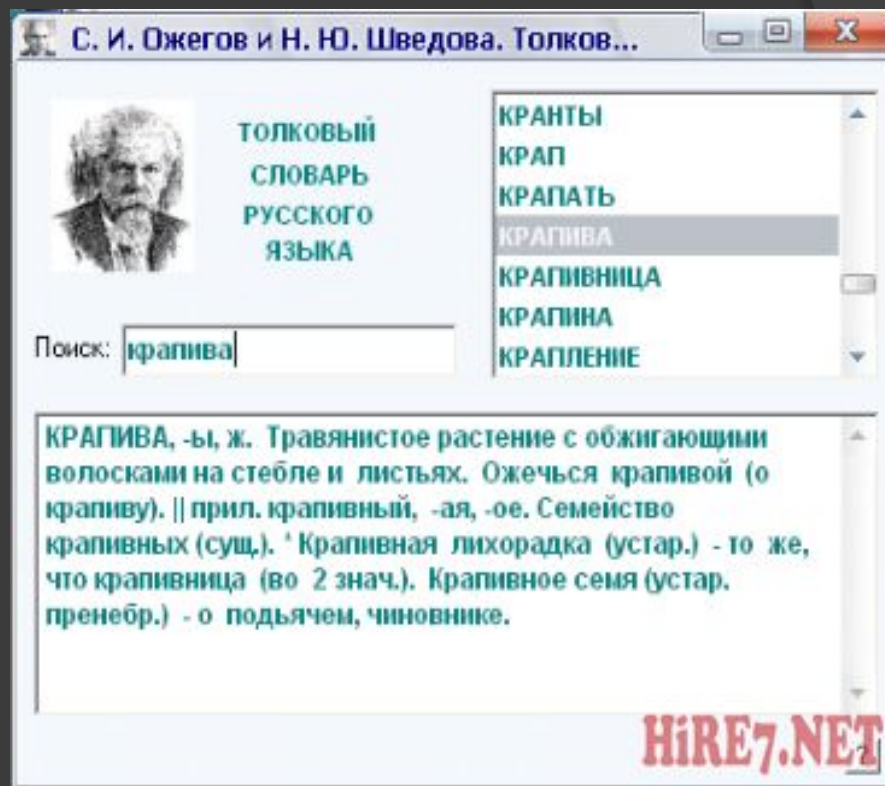 С. И. Ожегов и Н. Ю. Шведова. Толков...
ТОЛКОВЫЙ
СЛОВАРЬ
РУССКОГО
ЯЗЫКА
КРАНТЫ
КРАП
КРАПАТЬ
КРАПИВА
КРАПИВНИЦА
КРАПИНА
КРАПЛЕНИЕ
Поиск: крапива
КРАПИВА, -ы, ж. Травянистое растение с обжигающими
волосками на стебле и листьях. Ожечься крапивой (о
крапиву). || прил. крапивный, -ая, -ое. Семейство
крапивных (сущ.). * Крапивная лихорадка (устар.) - то же,
что крапивница (во 2 знач.). Крапивное семя (устар.
пренебр.) - о подьячем, чиновнике.
HiRE7.NET
?